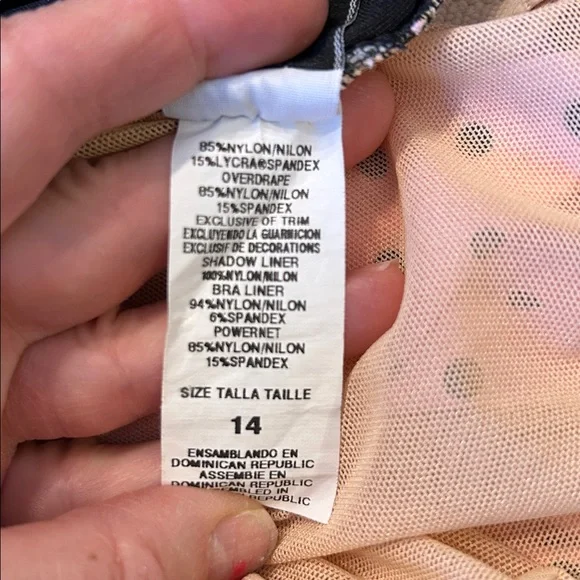 85%NYLON/NILON
15%LYCRA®SPANDEX
OVERDRAPE
85%NYLON/NILON
15%SPANDEX
EXCLUSIVE OF TRIM
EXCLUYENDO LA GUARNICION
EXCLUSIF DE DECORATIONS
SHADOW LINER
100%NYLON/NILON
BRA LINER
94%NYLON/NILON
6%SPANDEX
POWERNET
85%NYLON/NILON
15%SPANDEX
SIZE TALLA TAILLE
14
ENSAMBLANDO EN
DOMINICAN REPUBLIC
ASSEMBLIE EN
DOMINICAN REPUBLIC
IN
REPUBLIC